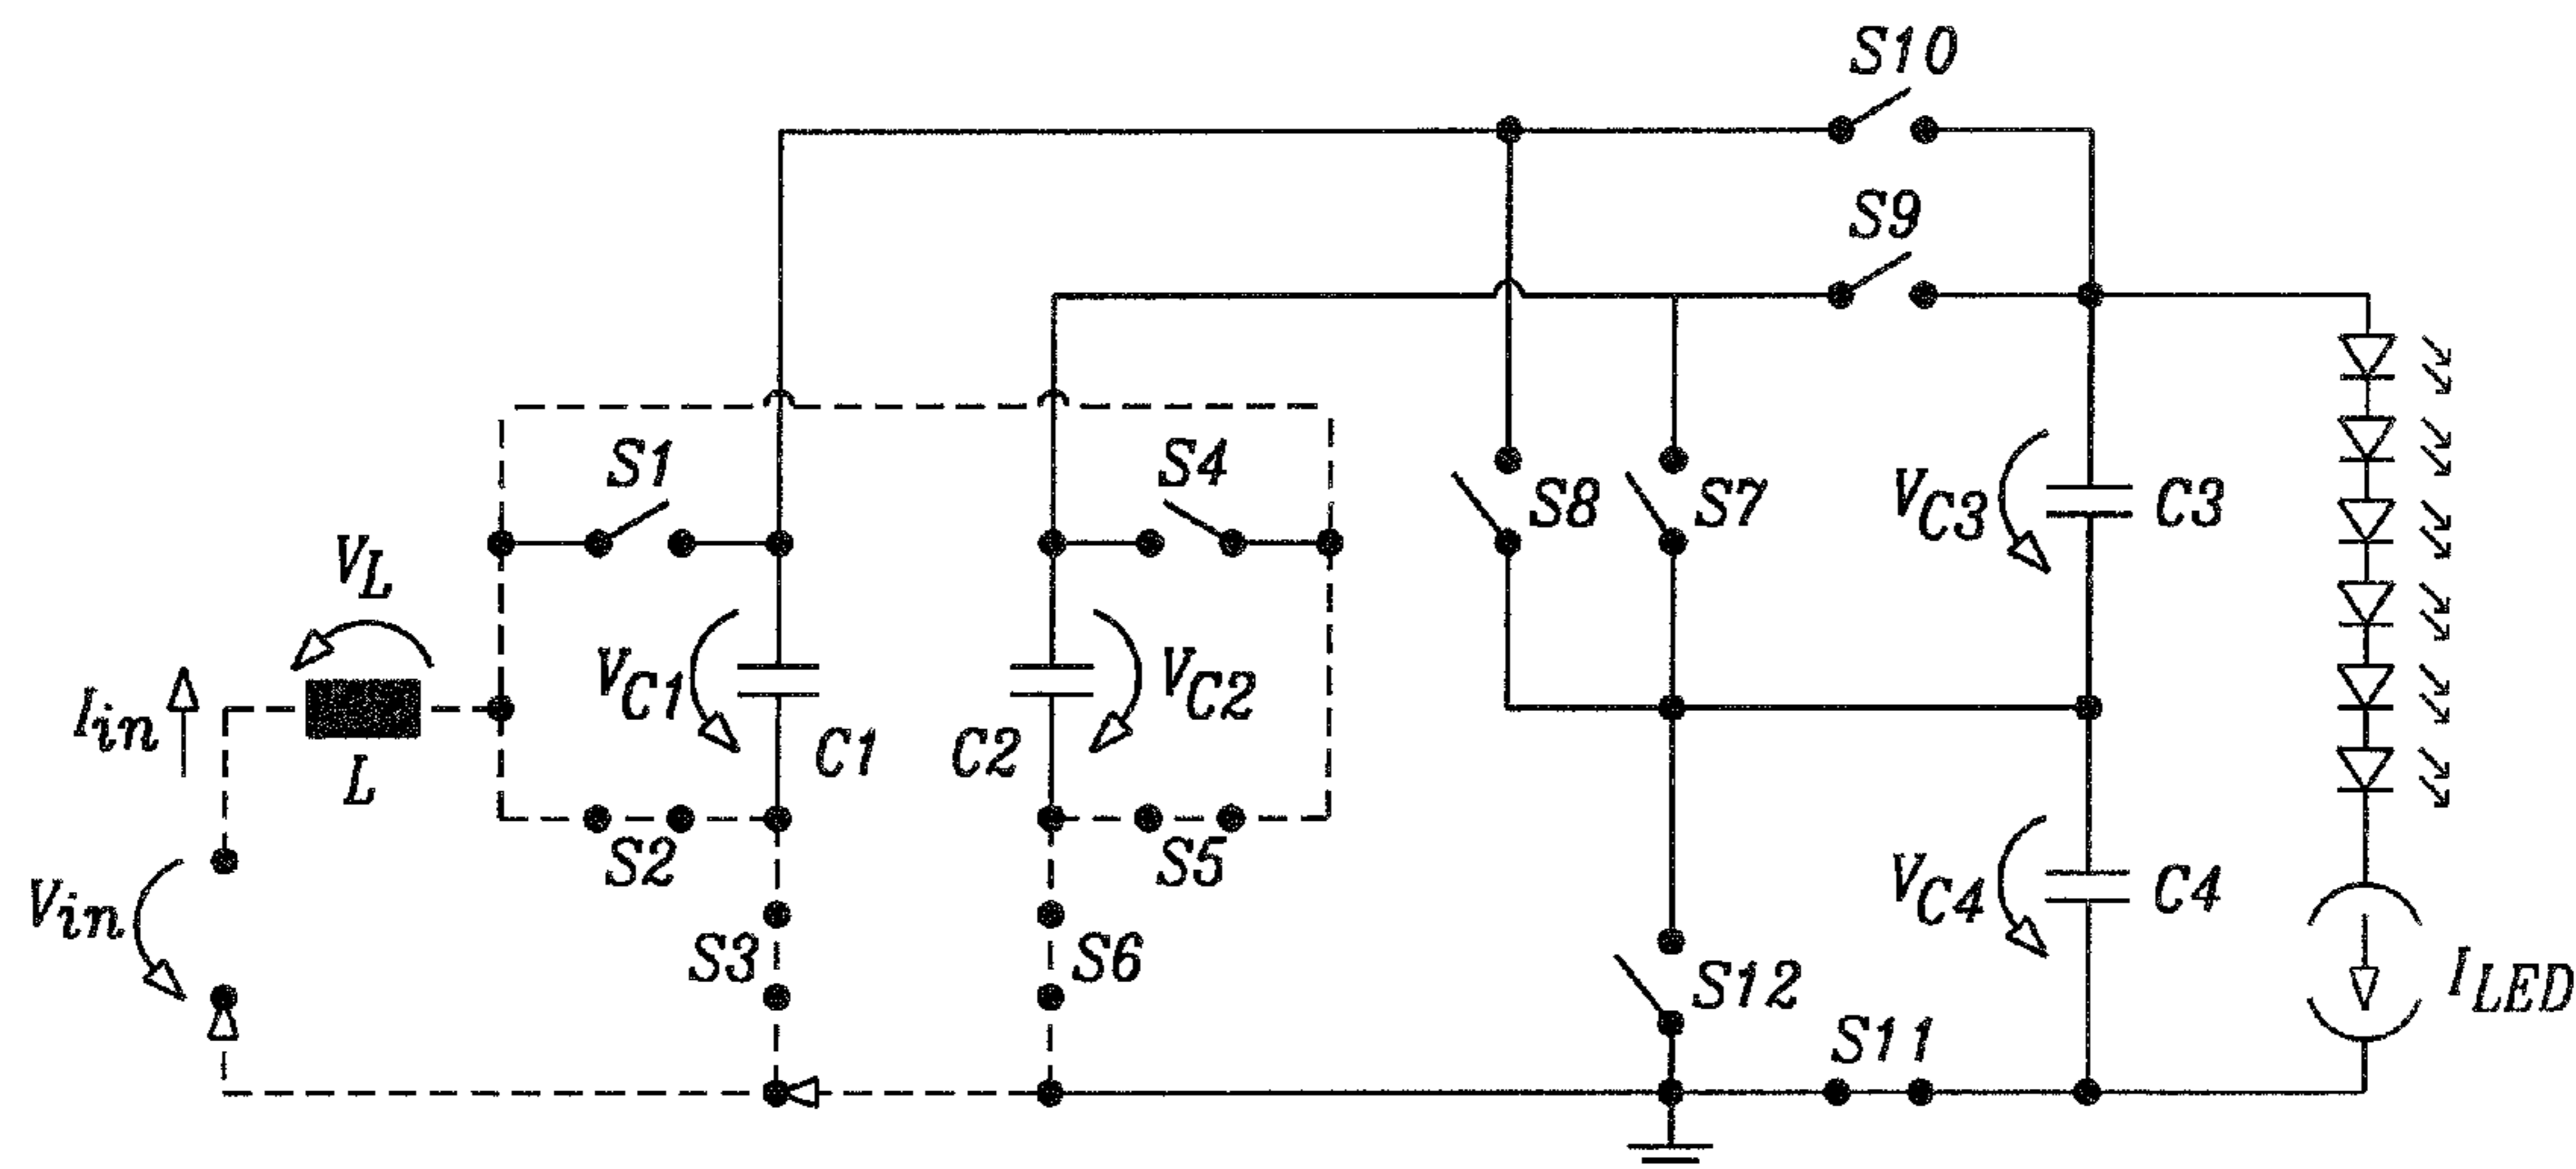 S10
S9
S1
S4
S8
S7
VC3
C3
VL
Iin
L
VC1
C1
C2
VC2
S2
S5
Vin
S3
S6
VC4
C4
S12
S11
ILED